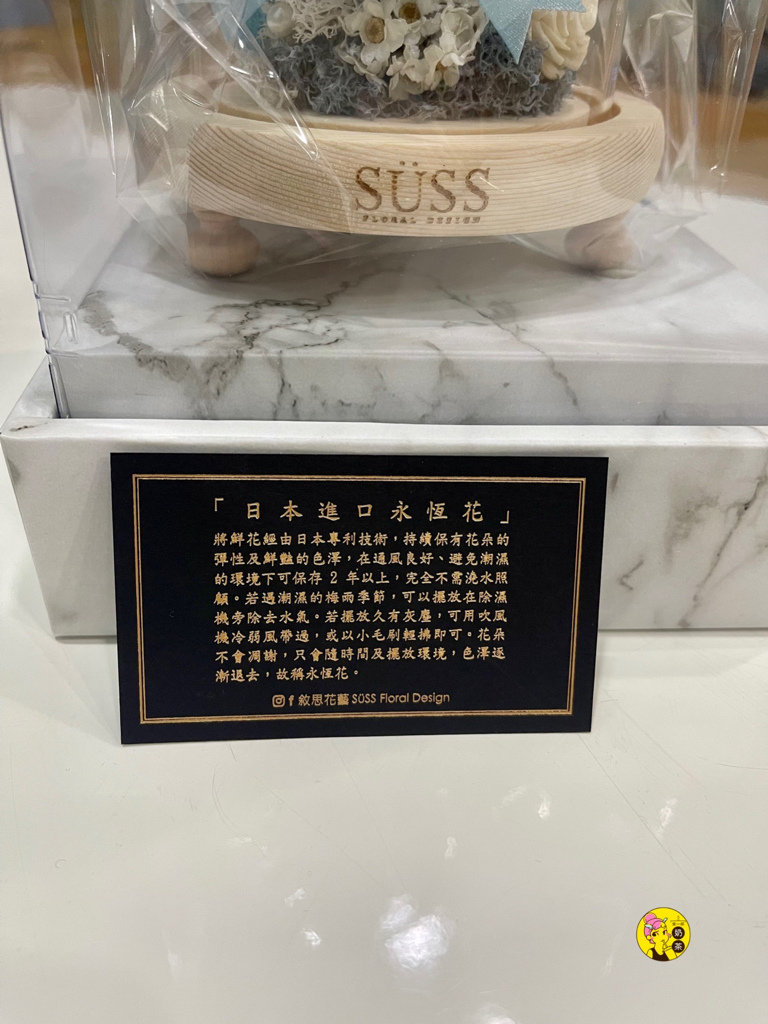 SÜSS
FLORAL DESIGN
「日本進口永恆花」
將鮮花經由日本專利技術，持續保有花朵的
彈性及鮮豔的色澤，在通風良好、避免潮濕
的環境下可保存 2 年以上，完全不需澆水照
顧。若遇潮濕的梅雨季節，可以擺放在除濕
機旁除去水氣。若擺放久有灰塵，可用吹風
機冷弱風帶過，或以小毛刷輕拂即可。花朵
不會凋謝，只會隨時間及擺放環境，色澤逐
漸退去，故稱永恆花。
敘思花藝 SüSS Floral Design
奶茶